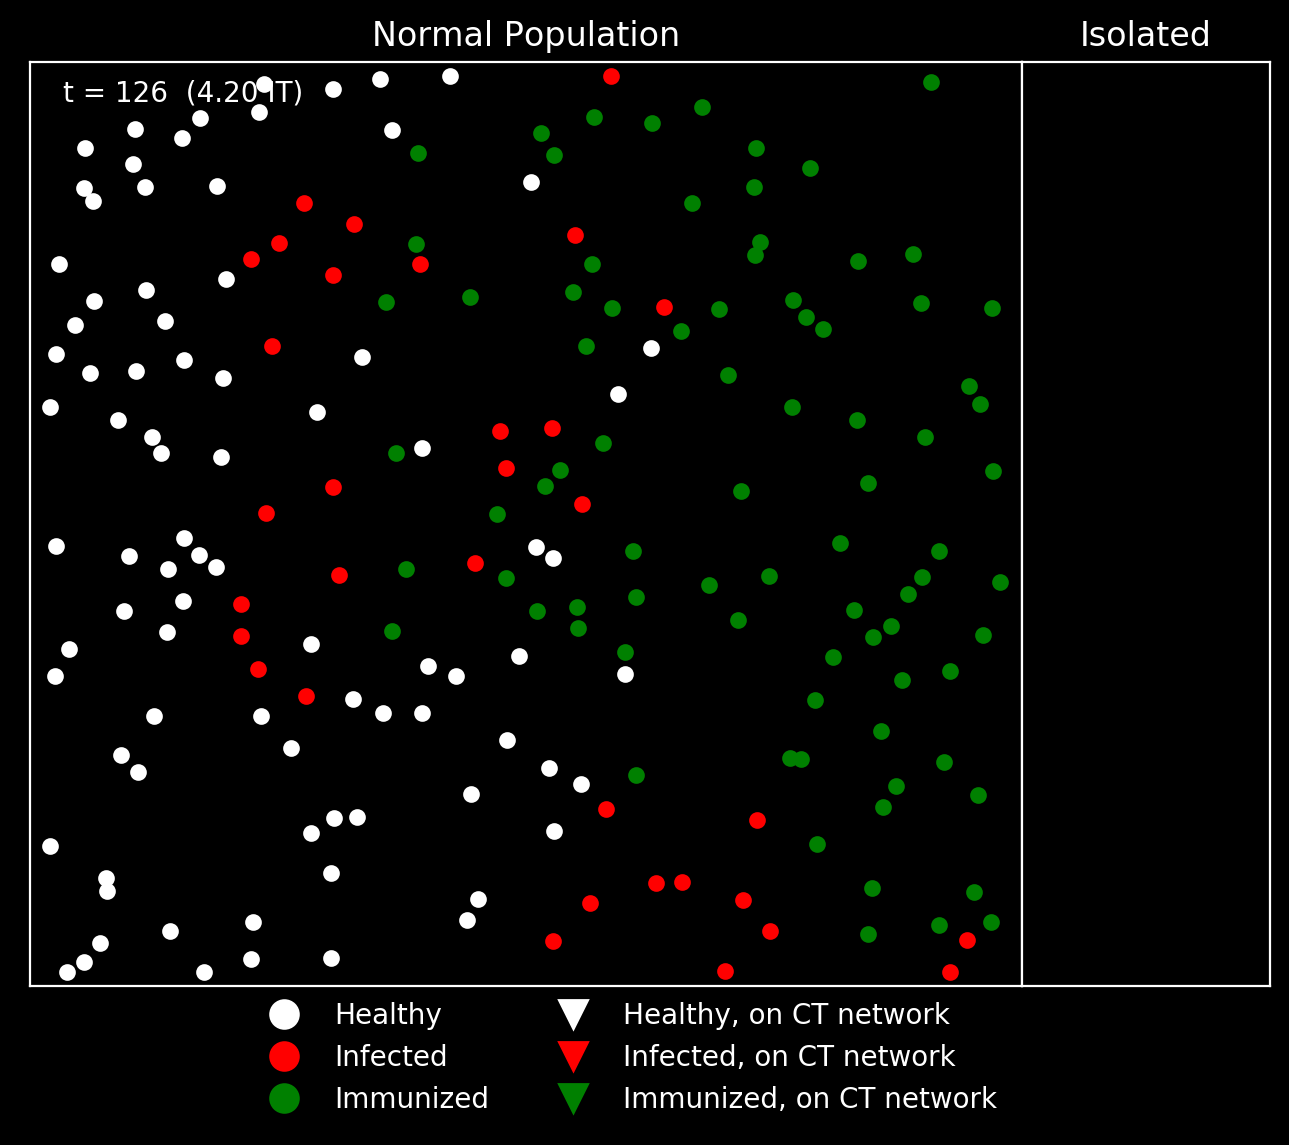 Normal Population
Isolated
t = 126  (4.20 IT)
Healthy
Infected
Immunized
Healthy, on CT network
Infected, on CT network
Immunized, on CT network